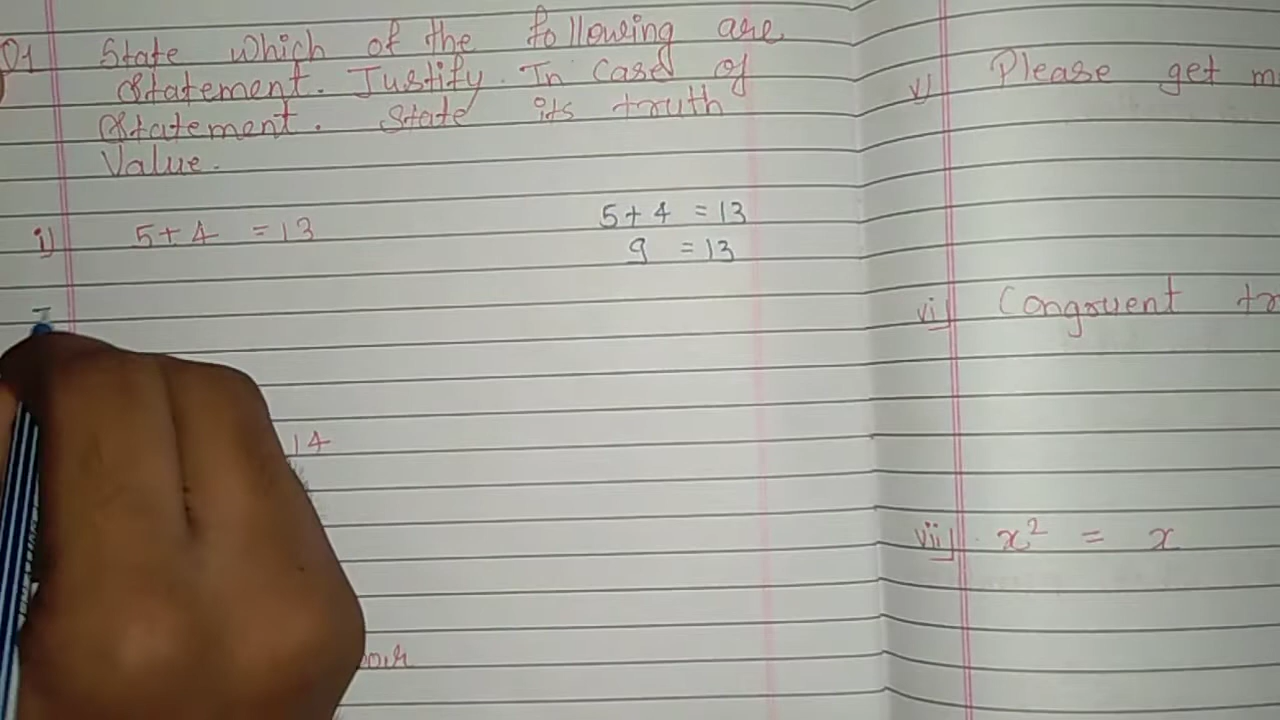 Q1 State which of the following are
Statement. Justify. In Case of
Statement. State its truth
Value.
i) 5+4 = 13
5+4 = 13
9 = 13
14
v) Please get
vi) Congruent
vii) x² = x